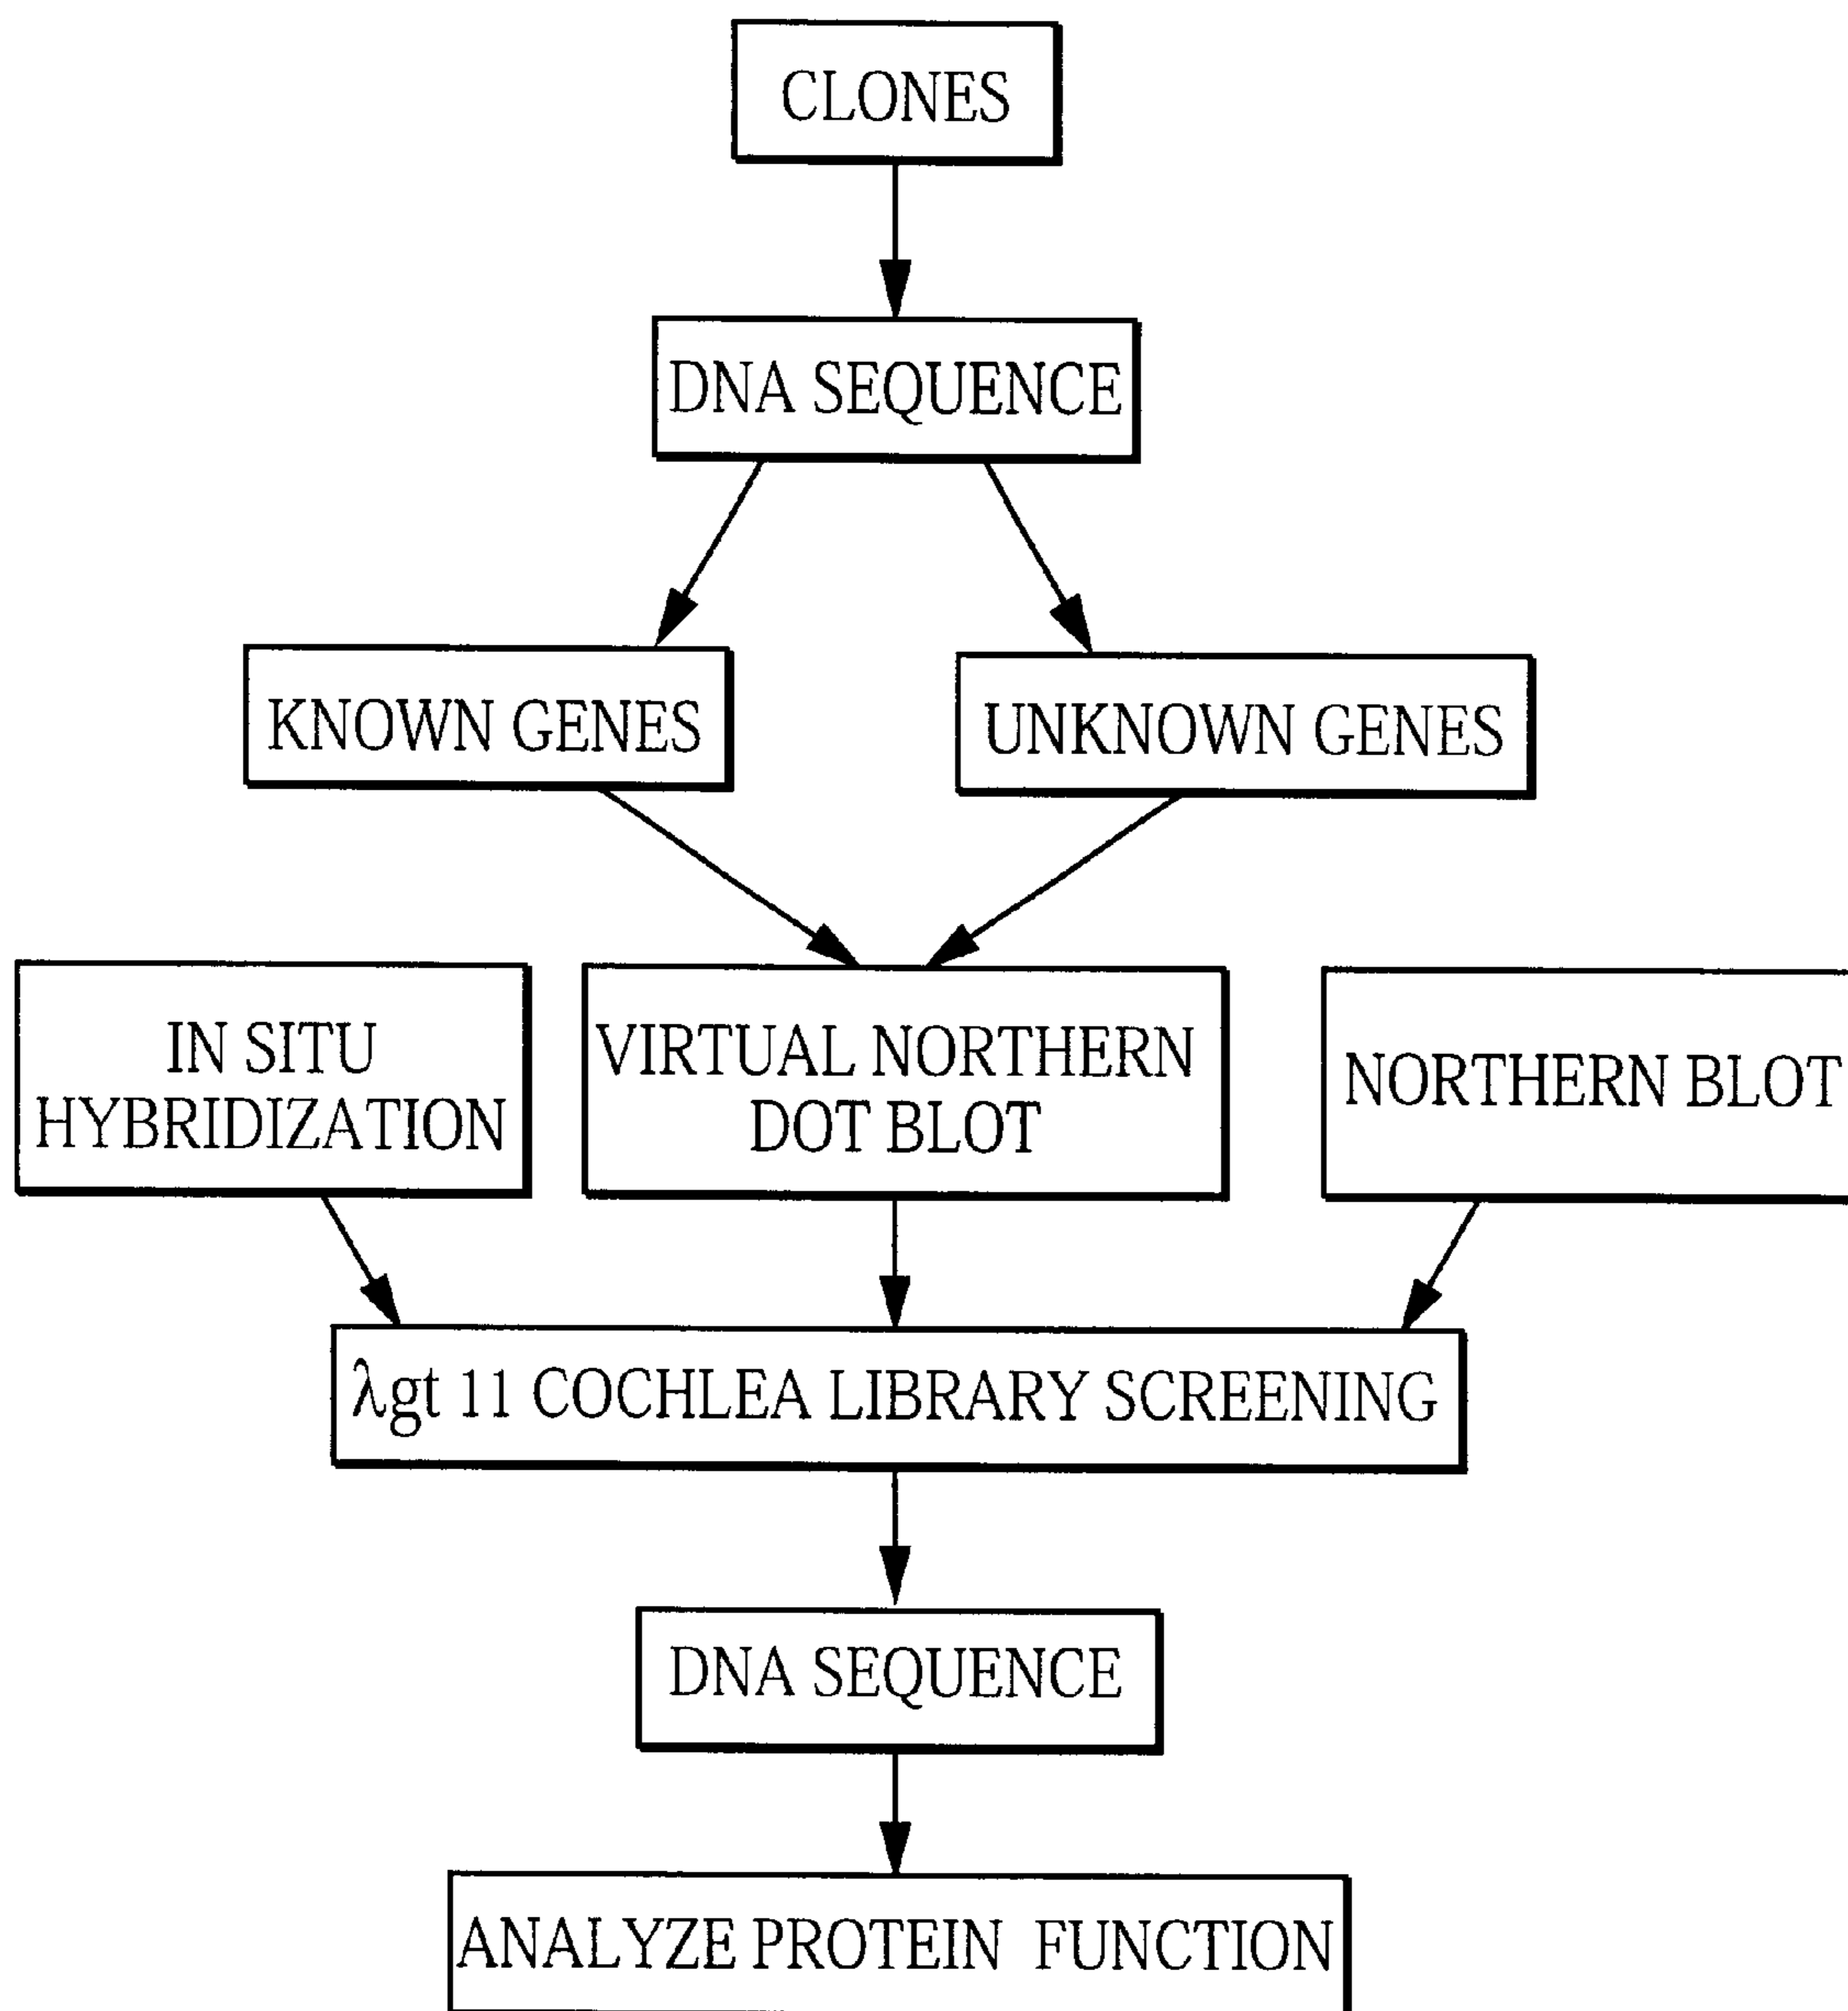 CLONES
DNA SEQUENCE
KNOWN GENES
UNKNOWN GENES
IN SITU
HYBRIDIZATION
VIRTUAL NORTHERN
DOT BLOT
NORTHERN BLOT
λgt 11 COCHLEA LIBRARY SCREENING
DNA SEQUENCE
ANALYZE PROTEIN FUNCTION